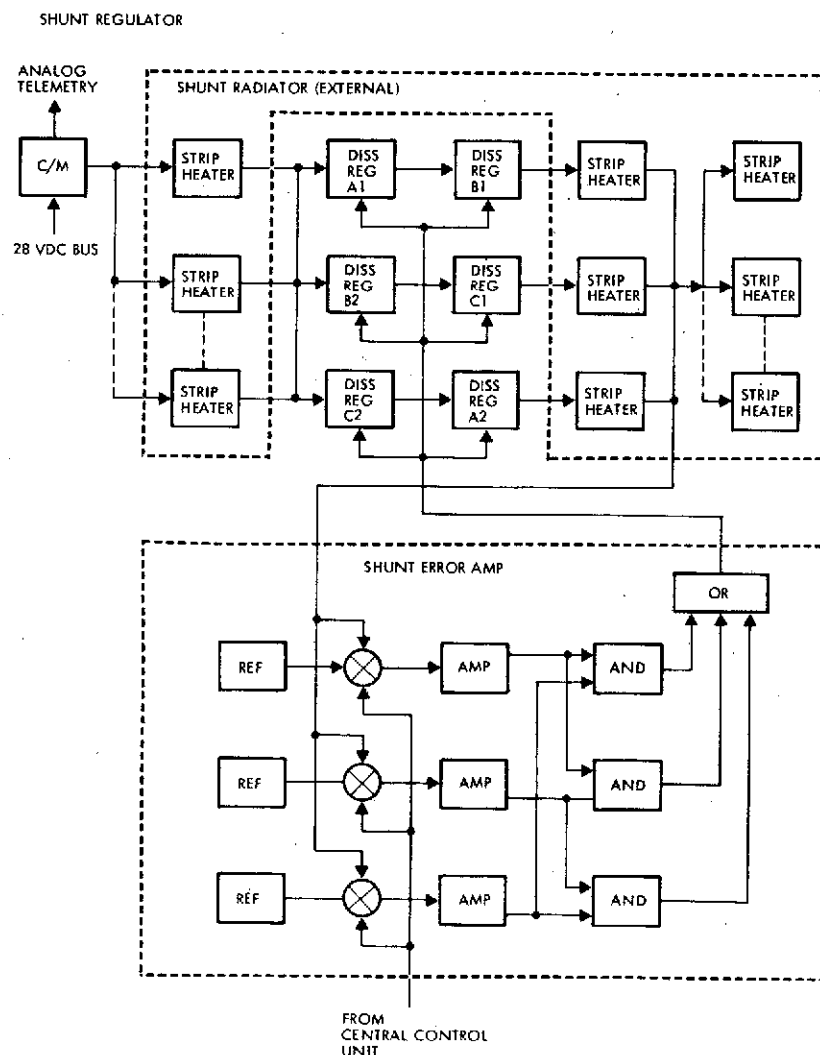 SHUNT REGULATOR
ANALOG
TELEMETRY
SHUNT RADIATOR (EXTERNAL)
C/M
28 VDC BUS
STRIP
HEATER
DISS
REG
A1
DISS
REG
B1
STRIP
HEATER
STRIP
HEATER
STRIP
HEATER
DISS
REG
B2
DISS
REG
C1
STRIP
HEATER
STRIP
HEATER
STRIP
HEATER
DISS
REG
C2
DISS
REG
A2
STRIP
HEATER
STRIP
HEATER
SHUNT ERROR AMP
OR
REF
AMP
AND
REF
AMP
AND
REF
AMP
AND
FROM
CENTRAL CONTROL
UNIT